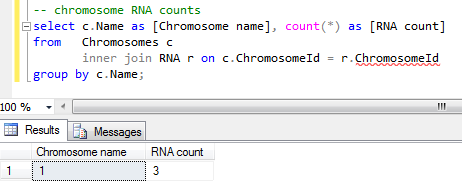 -- chromosome RNA counts
select c.Name as [Chromosome name], count(*) as [RNA count]
from Chromosomes c
inner join RNA r on c.ChromosomeId = r.ChromosomeId
group by c.Name;
100 %
Results Messages
Chromosome name RNA count
1 1 3